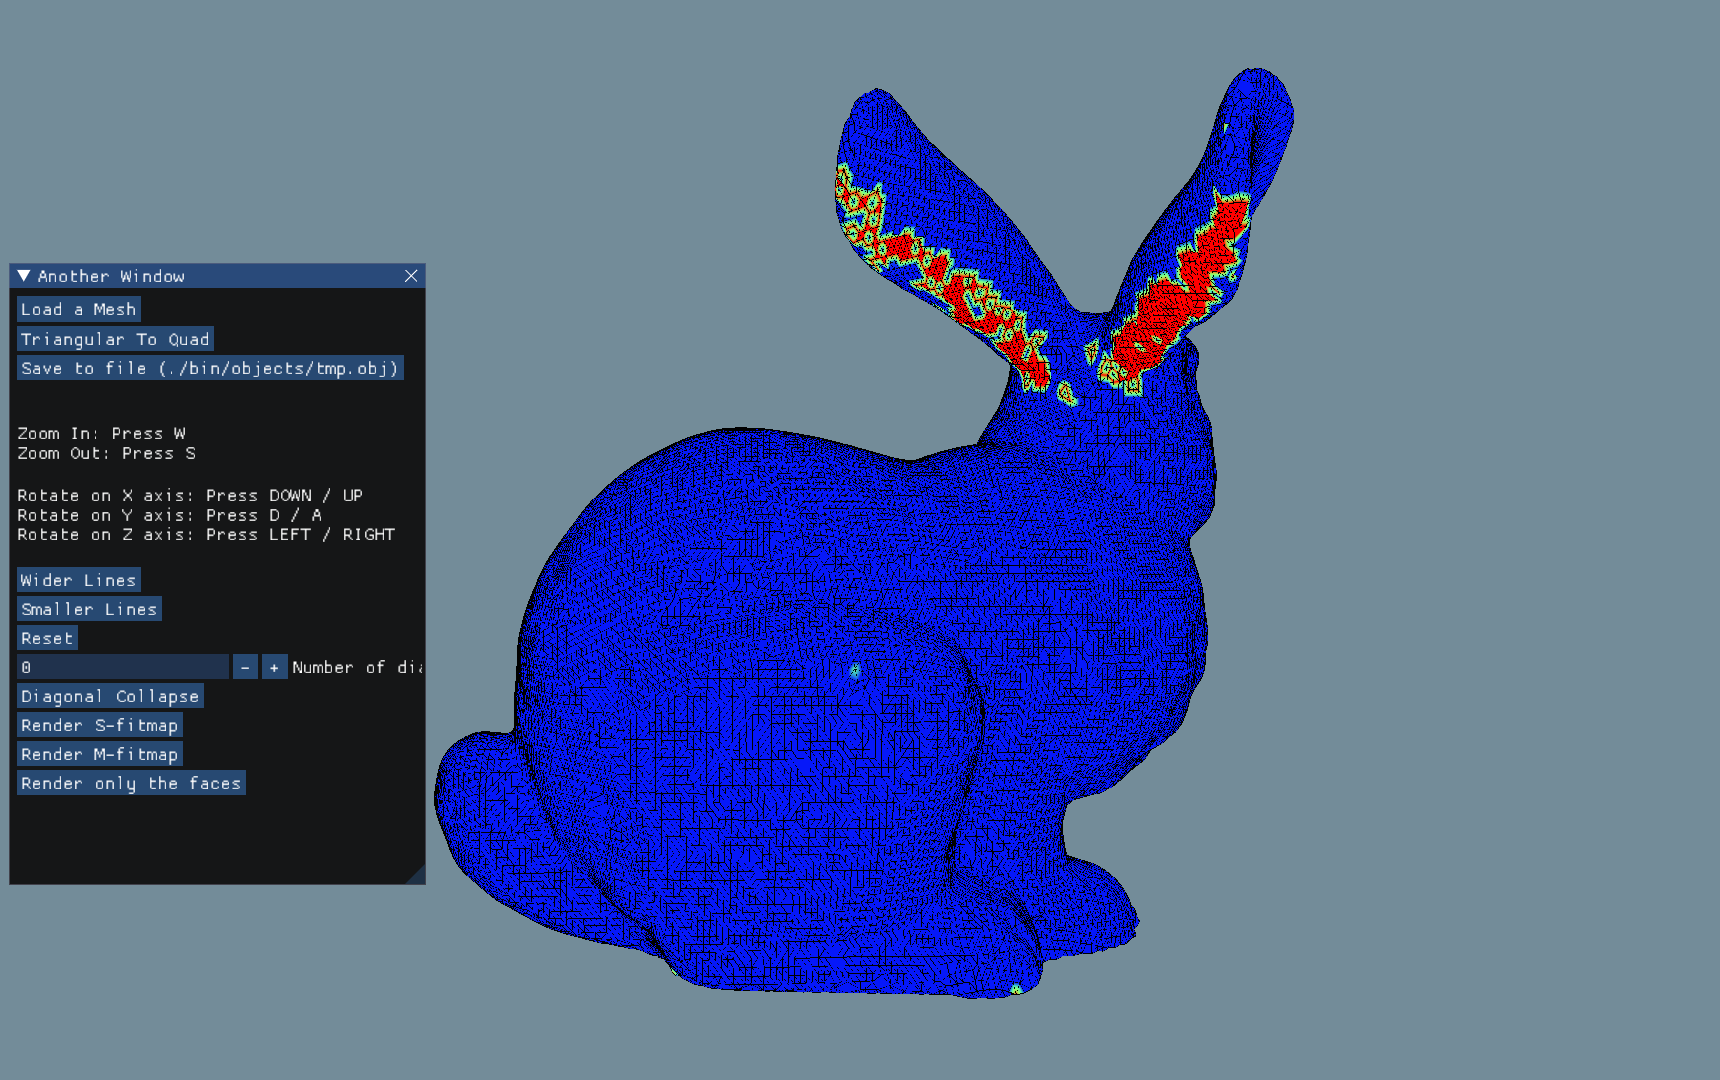 Another Window
Load a Mesh
Triangular To Quad
Save to file (./bin/objects/tmp.obj)
Zoom In: Press W
Zoom Out: Press S
Rotate on X axis: Press DOWN / UP
Rotate on Y axis: Press D / A
Rotate on Z axis: Press LEFT / RIGHT
Wider Lines
Smaller Lines
Reset
0 - + Number of
Diagonal Collapse
Render S-fitmap
Render M-fitmap
Render only the faces